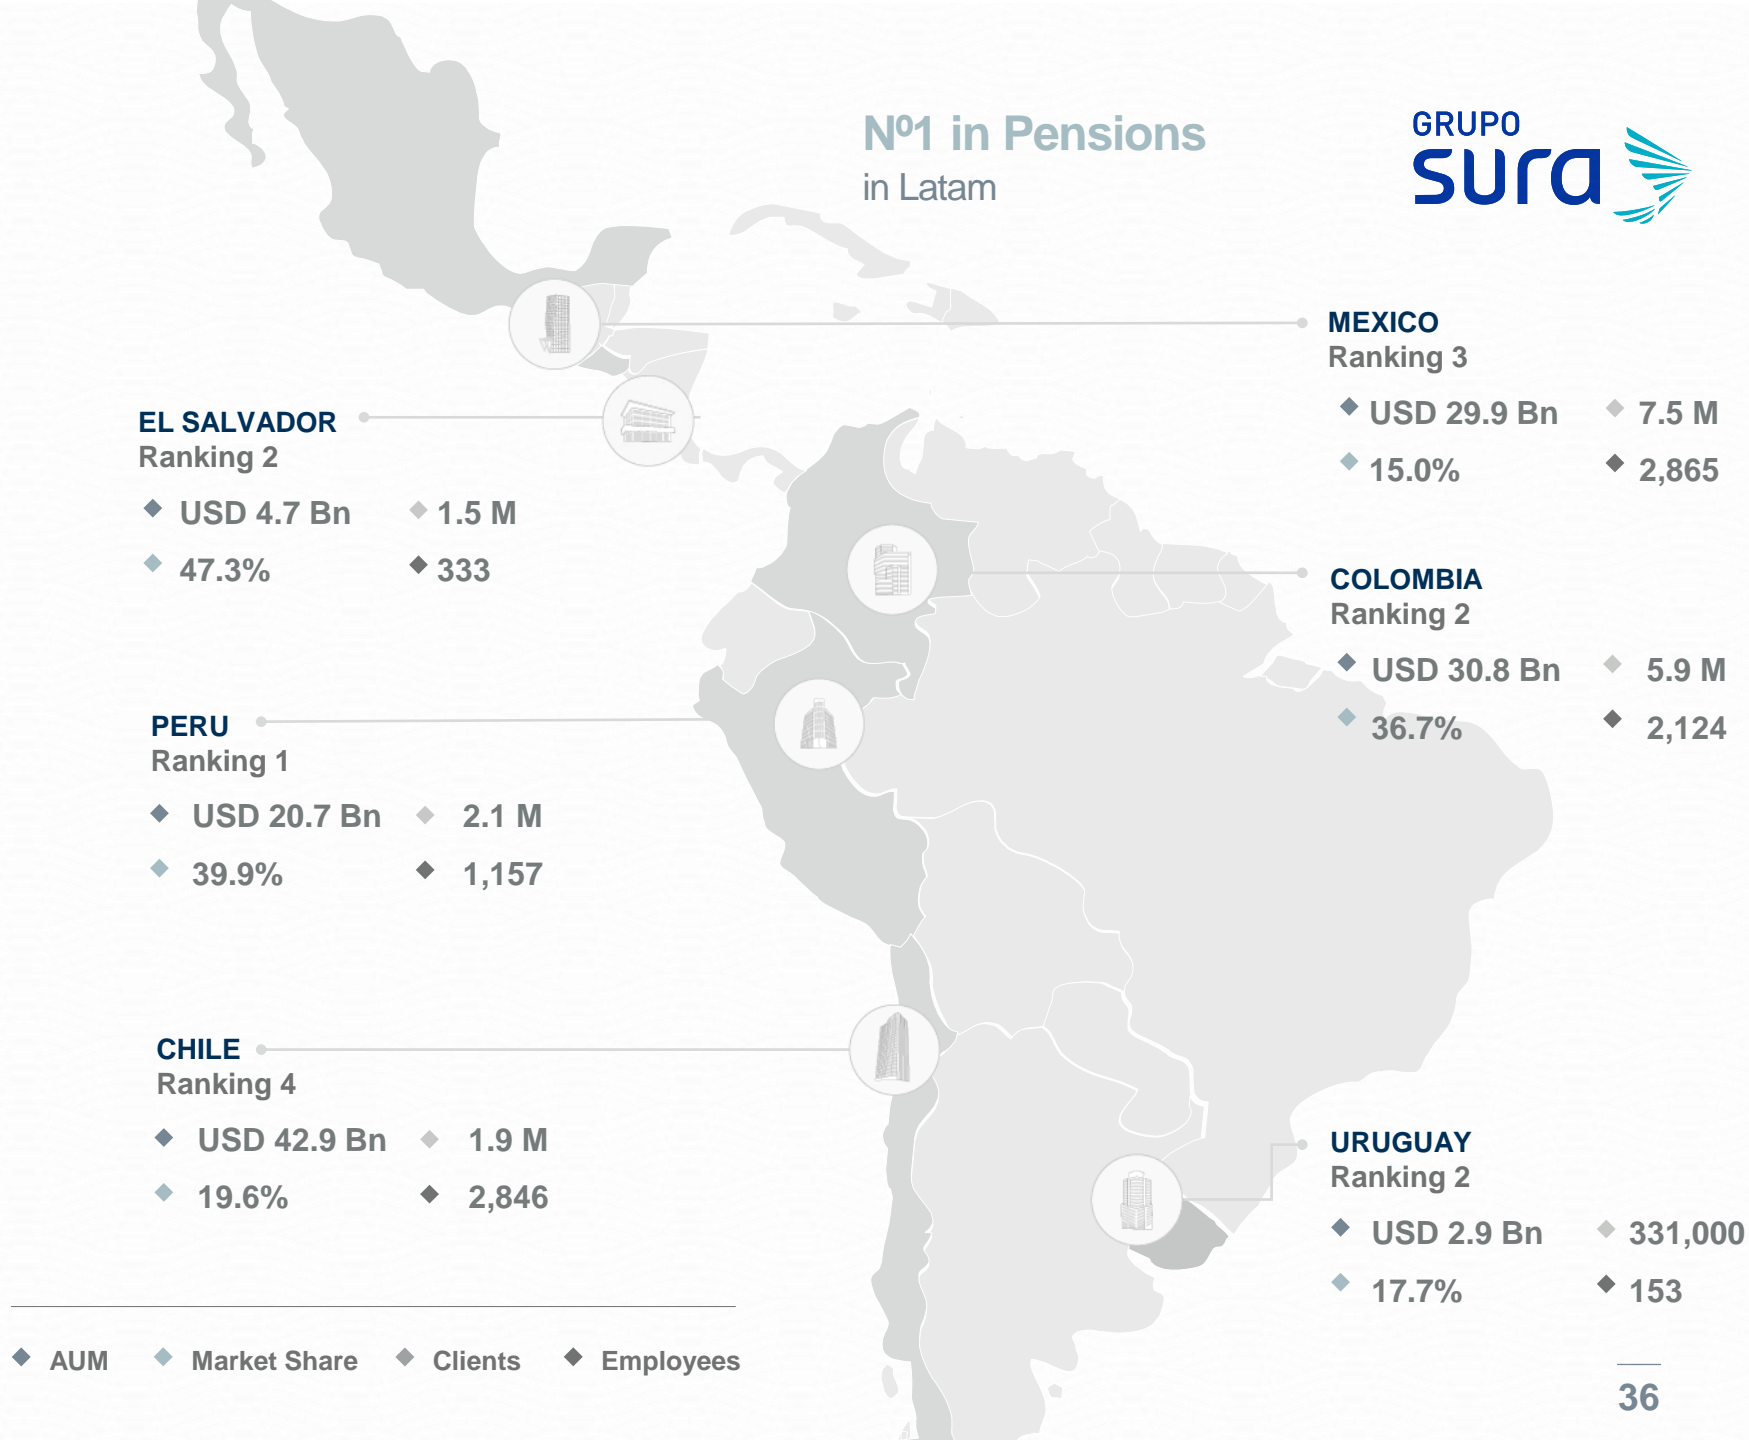 Nº1 in Pensions
in Latam
GRUPO
sura
MEXICO
Ranking 3
USD 29.9 Bn 7.5 M
15.0% 2,865
EL SALVADOR
Ranking 2
USD 4.7 Bn 1.5 M
47.3% 333
COLOMBIA
Ranking 2
USD 30.8 Bn 5.9 M
36.7% 2,124
PERU
Ranking 1
USD 20.7 Bn 2.1 M
39.9% 1,157
CHILE
Ranking 4
USD 42.9 Bn 1.9 M
19.6% 2,846
URUGUAY
Ranking 2
USD 2.9 Bn 331,000
17.7% 153
AUM Market Share Clients Employees
36